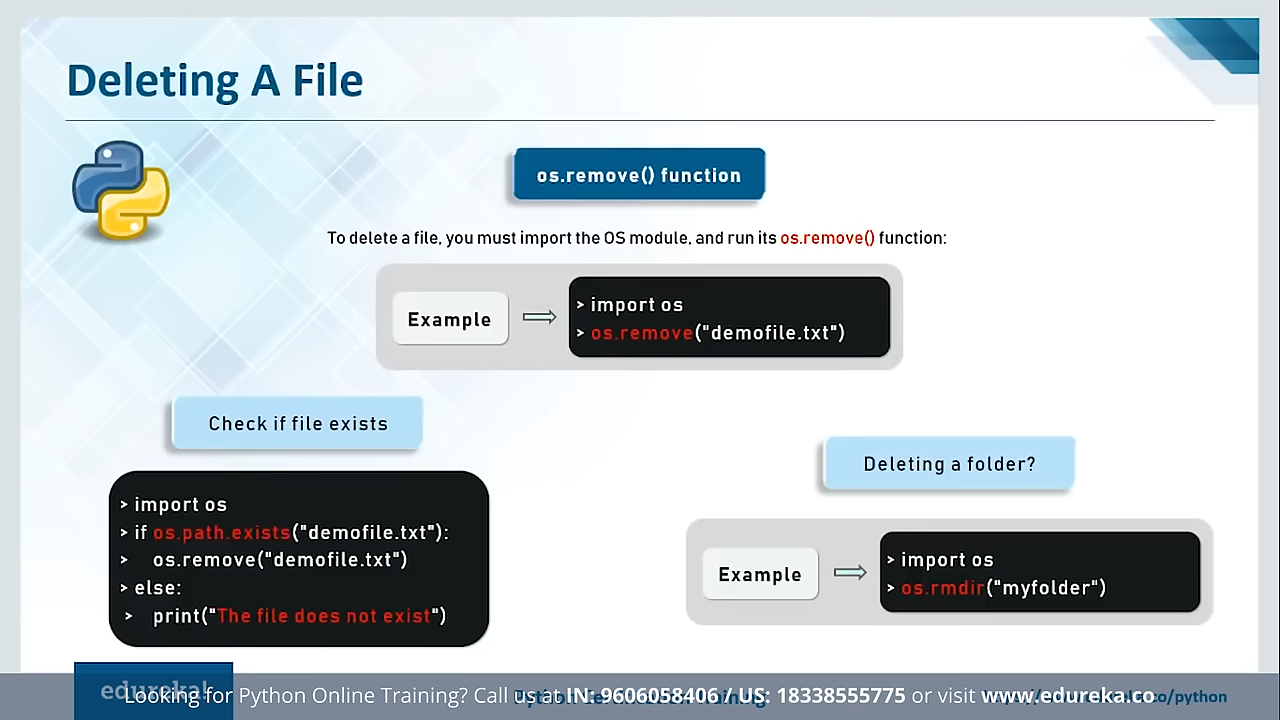 Deleting A File
os.remove() function
To delete a file, you must import the OS module, and run its os.remove() function:
Example
> import os
> os.remove("demofile.txt")
Check if file exists
> import os
> if os.path.exists("demofile.txt"):
> os.remove("demofile.txt")
> else:
> print("The file does not exist")
Deleting a folder?
Example
> import os
> os.rmdir("myfolder")
edureka!
Looking for Python Online Training? Call us at IN: 9606058406 / US: 18338555775 or visit www.edureka.co
co/python